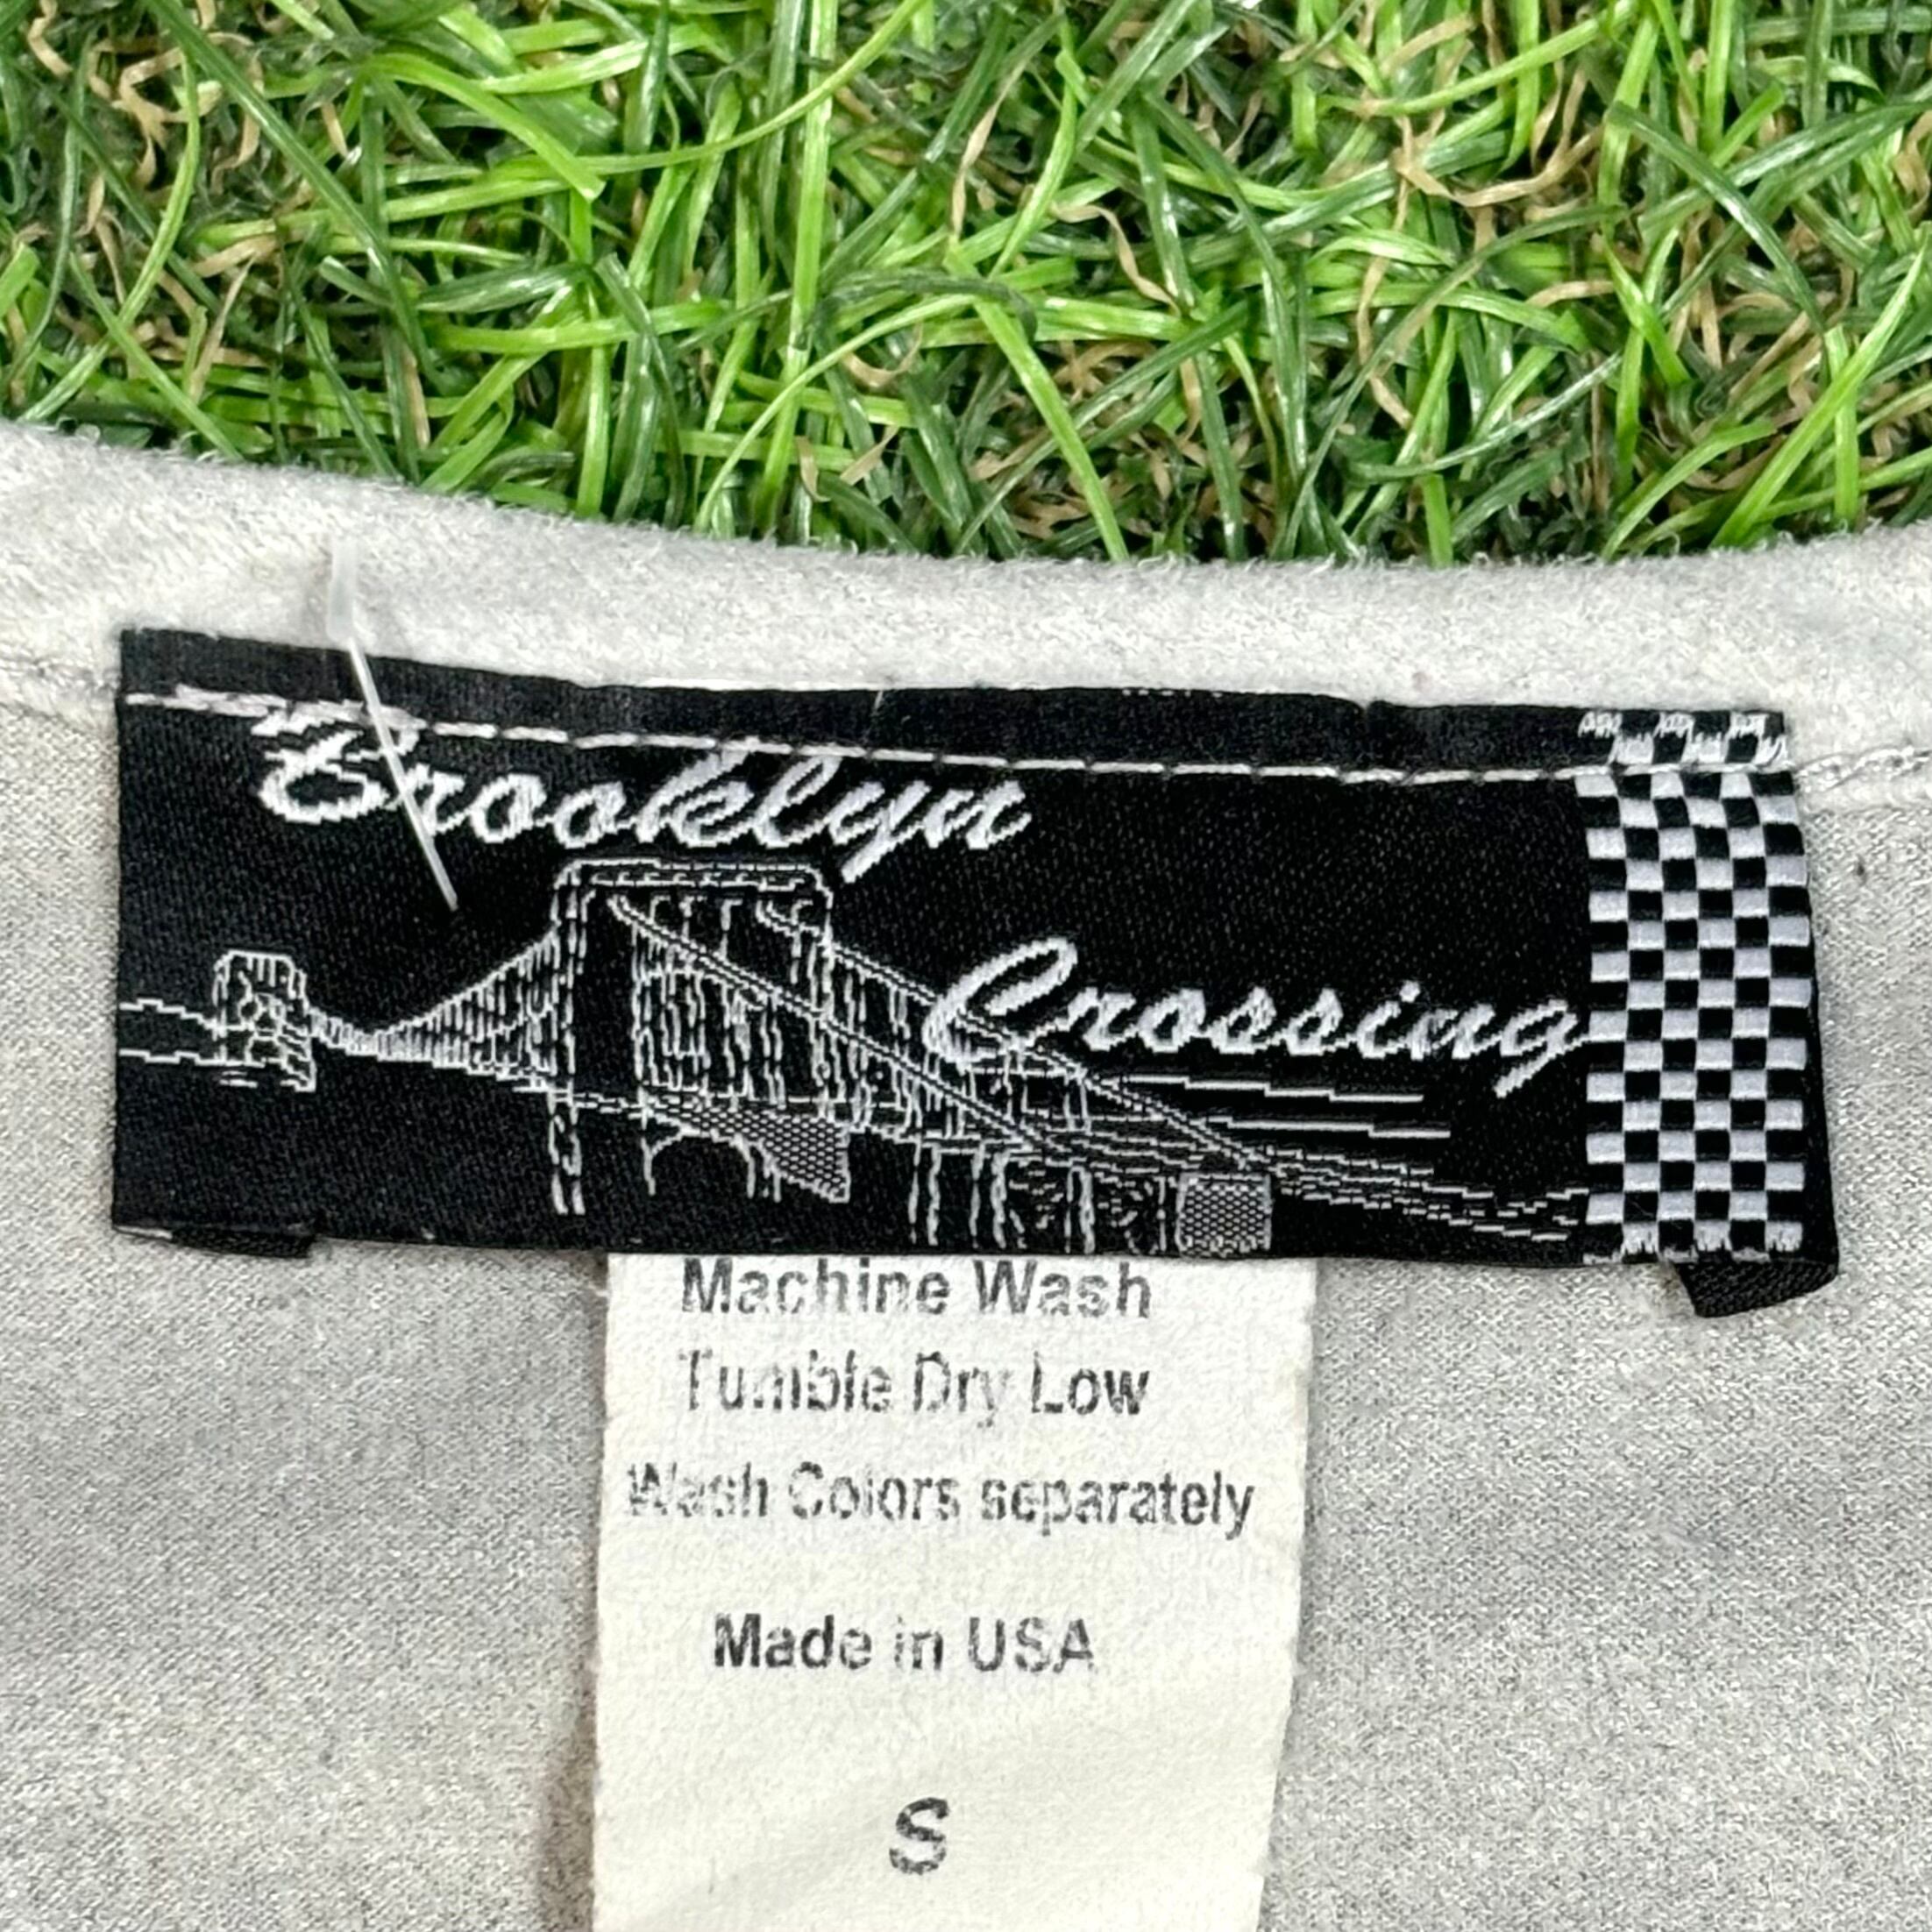 Brooklyn
Crossing
Machine Wash
Tumble Dry Low
Wash Colors separately
Made in USA
S